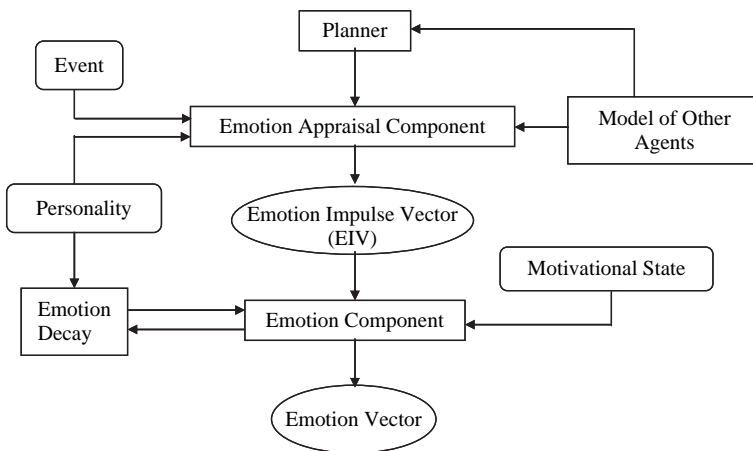 Planner
Event
Emotion Appraisal Component
Model of Other
Agents
Personality
Emotion Impulse Vector
(EIV)
Motivational State
Emotion
Decay
Emotion Component
Emotion Vector